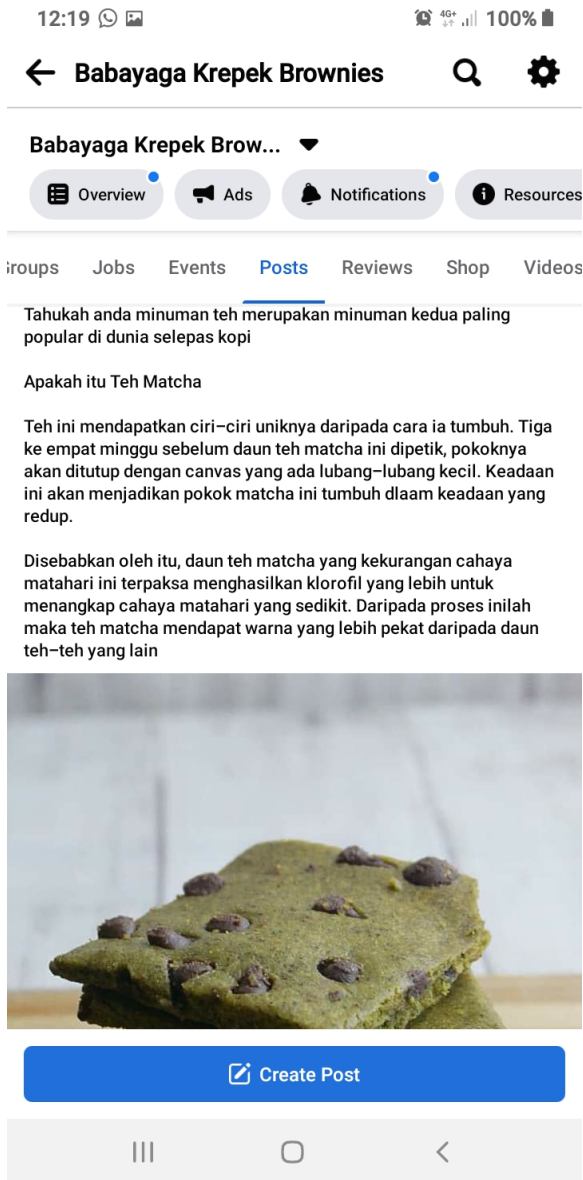 12:19 4G+ 100%
Babayaga Krepek Brownies
Babayaga Krepek Brow...
Overview Ads Notifications Resources
Groups Jobs Events Posts Reviews Shop Videos
Tahukah anda minuman teh merupakan minuman kedua paling
popular di dunia selepas kopi
Apakah itu Teh Matcha
Teh ini mendapatkan ciri-ciri uniknya daripada cara ia tumbuh. Tiga
ke empat minggu sebelum daun teh matcha ini dipetik, pokoknya
akan ditutup dengan canvas yang ada lubang-lubang kecil. Keadaan
ini akan menjadikan pokok matcha ini tumbuh dlaam keadaan yang
redup.
Disebabkan oleh itu, daun teh matcha yang kekurangan cahaya
matahari ini terpaksa menghasilkan klorofil yang lebih untuk
menangkap cahaya matahari yang sedikit. Daripada proses inilah
maka teh matcha mendapat warna yang lebih pekat daripada daun
teh-teh yang lain
Create Post